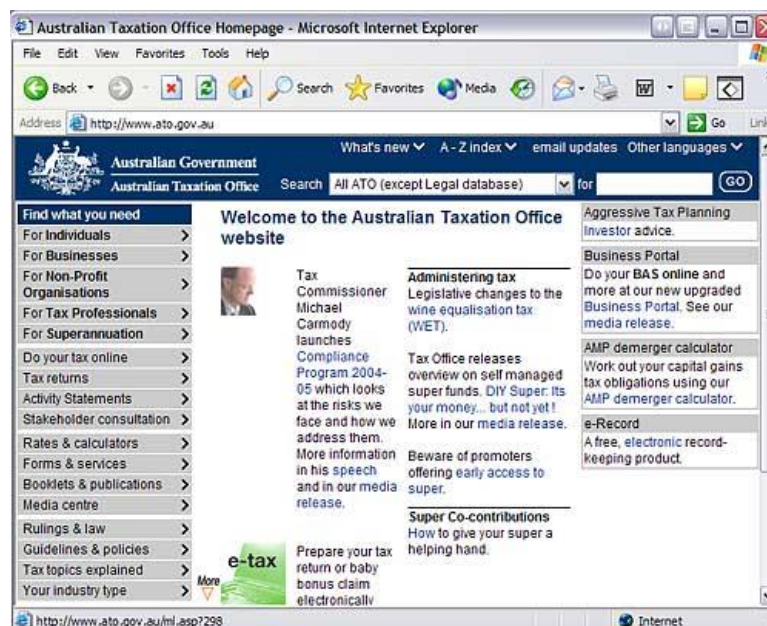 Australian Taxation Office Homepage - Microsoft Internet Explorer
File Edit View Favorites Tools Help
Back Search Favorites Media
Address http://www.ato.gov.au Go Link
What's new A - Z index email updates Other languages
Australian Government
Australian Taxation Office
Search All ATO (except Legal database) for GO
Find what you need
For Individuals
For Businesses
For Non-Profit
Organisations
For Tax Professionals
For Superannuation
Do your tax online
Tax returns
Activity Statements
Stakeholder consultation
Rates & calculators
Forms & services
Booklets & publications
Media centre
Rulings & law
Guidelines & policies
Tax topics explained
Your industry type
Welcome to the Australian Taxation Office
website
Tax
Commissioner
Michael
Carmody
launches
Compliance
Program 2004-
05 which looks
at the risks we
face and how we
address them.
More information
in his speech
and in our media
release.
More
e-tax
Prepare your tax
return or baby
bonus claim
electronically
Administering tax
Legislative changes to the
wine equalisation tax
(WET).
Tax Office releases
overview on self managed
super funds. DIY Super: Its
your money... but not yet !
More in our media release.
Beware of promoters
offering early access to
super.
Super Co-contributions
How to give your super a
helping hand.
Aggressive Tax Planning
Investor advice.
Business Portal
Do your BAS online and
more at our new upgraded
Business Portal. See our
media release.
AMP demerger calculator
Work out your capital gains
tax obligations using our
AMP demerger calculator.
e-Record
A free, electronic record-
keeping product.
http://www.ato.gov.au/ml.asp?298 Internet